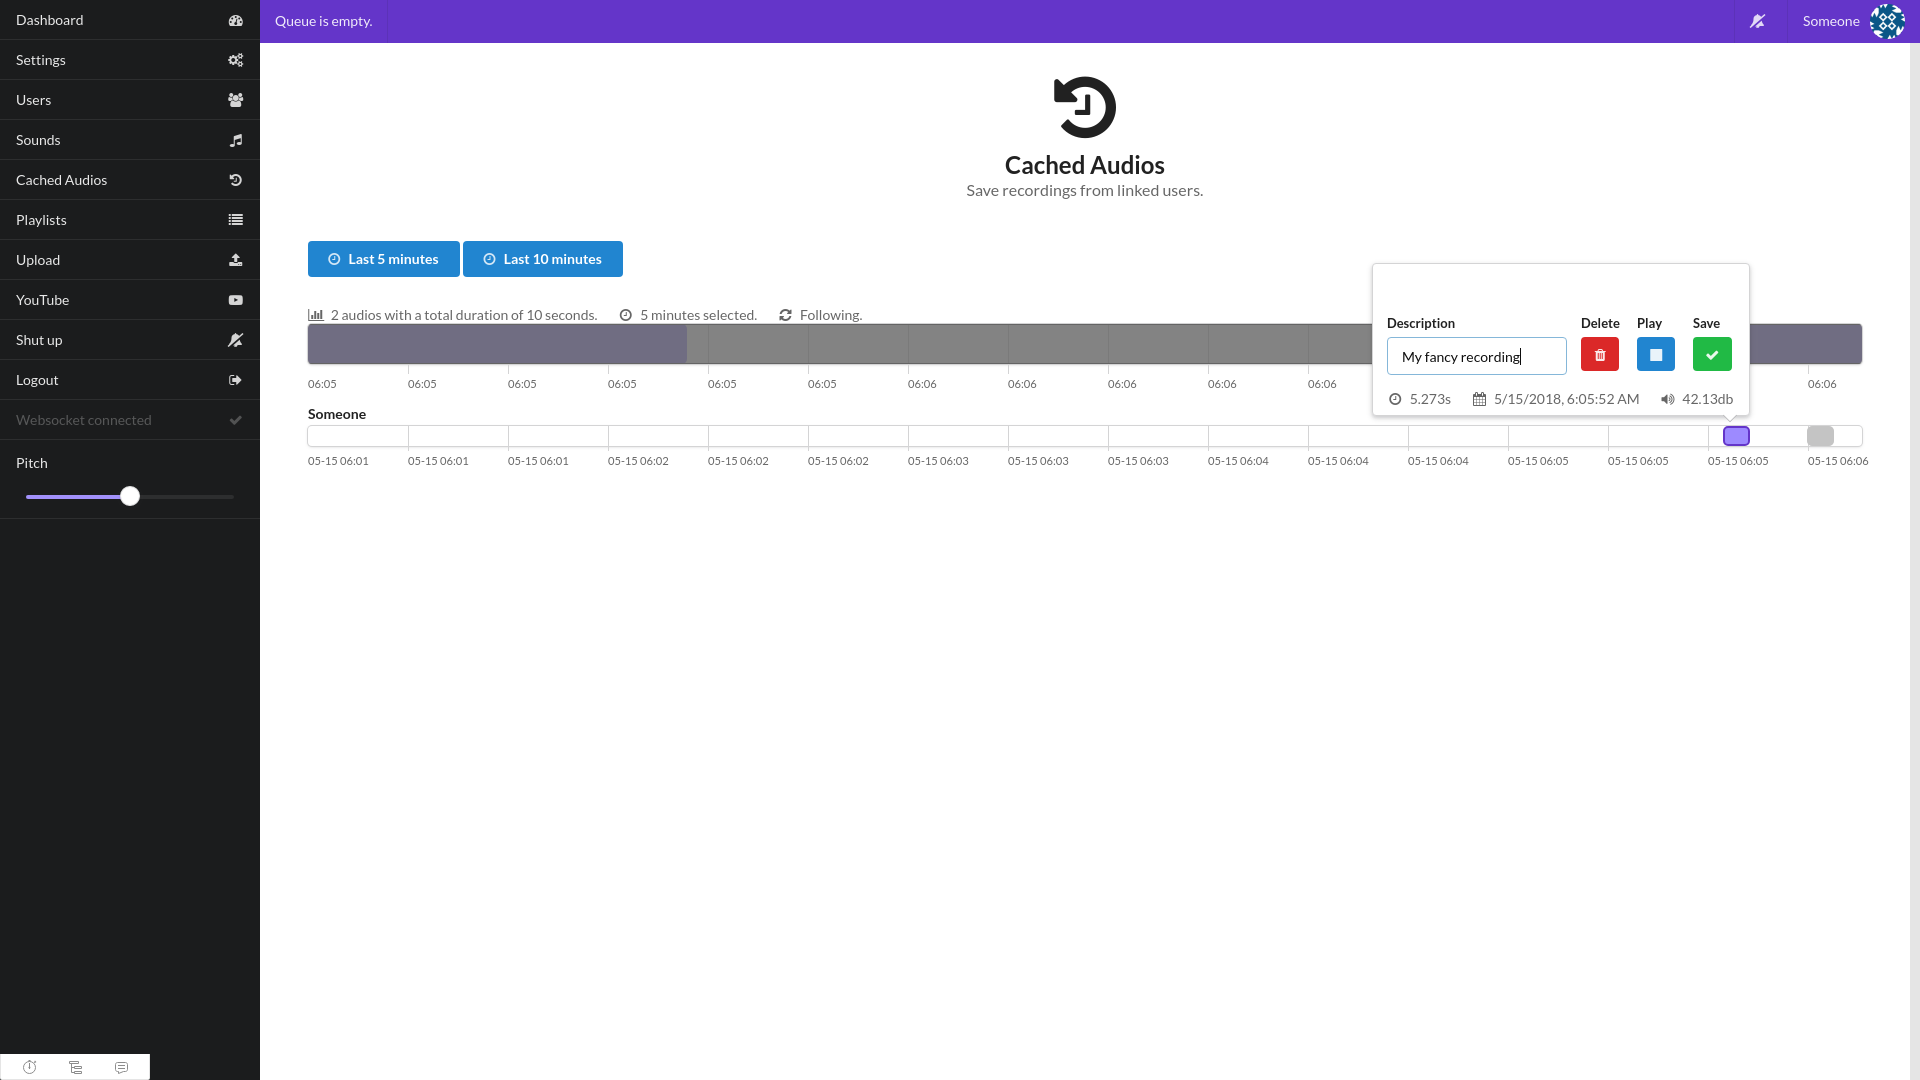 Dashboard
Settings
Users
Sounds
Cached Audios
Playlists
Upload
YouTube
Shut up
Logout
Websocket connected
Pitch
Queue is empty.
Someone
Cached Audios
Save recordings from linked users.
Last 5 minutes
Last 10 minutes
2 audios with a total duration of 10 seconds. 5 minutes selected. Following.
06:05 06:05 06:05 06:05 06:05 06:05 06:06 06:06 06:06 06:06 06:06 06:06
Description Delete Play Save
My fancy recording
5.273s 5/15/2018, 6:05:52 AM 42.13db
Someone
05-15 06:01 05-15 06:01 05-15 06:01 05-15 06:02 05-15 06:02 05-15 06:02 05-15 06:03 05-15 06:03 05-15 06:03 05-15 06:04 05-15 06:04 05-15 06:04 05-15 06:05 05-15 06:05 05-15 06:05 05-15 06:06